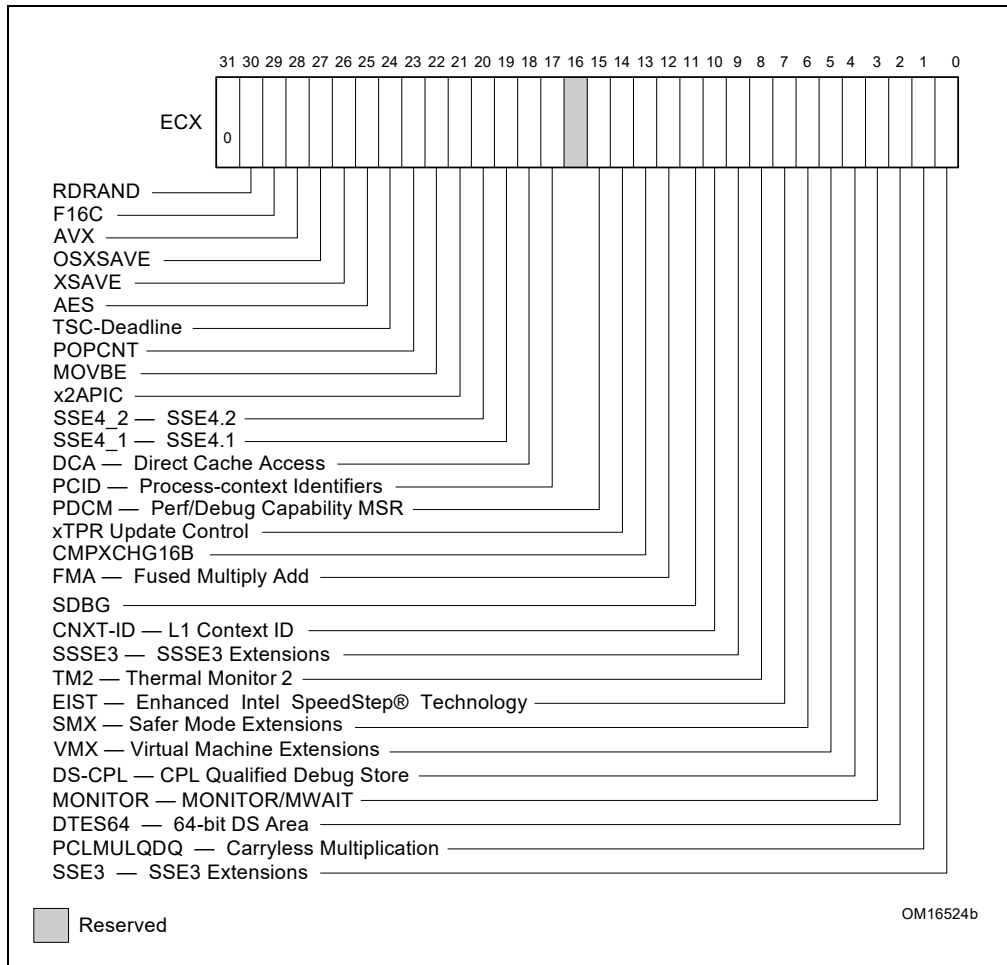 31 30 29 28 27 26 25 24 23 22 21 20 19 18 17 16 15 14 13 12 11 10 9 8 7 6 5 4 3 2 1 0
ECX
0
RDRAND
F16C
AVX
OSXSAVE
XSAVE
AES
TSC-Deadline
POPCNT
MOVBE
x2APIC
SSE4_2 — SSE4.2
SSE4_1 — SSE4.1
DCA — Direct Cache Access
PCID — Process-context Identifiers
PDCM — Perf/Debug Capability MSR
xTPR Update Control
CMPXCHG16B
FMA — Fused Multiply Add
SDBG
CNXT-ID — L1 Context ID
SSSE3 — SSSE3 Extensions
TM2 — Thermal Monitor 2
EIST — Enhanced Intel SpeedStep® Technology
SMX — Safer Mode Extensions
VMX — Virtual Machine Extensions
DS-CPL — CPL Qualified Debug Store
MONITOR — MONITOR/MWAIT
DTES64 — 64-bit DS Area
PCLMULQDQ — Carryless Multiplication
SSE3 — SSE3 Extensions
Reserved
OM16524b